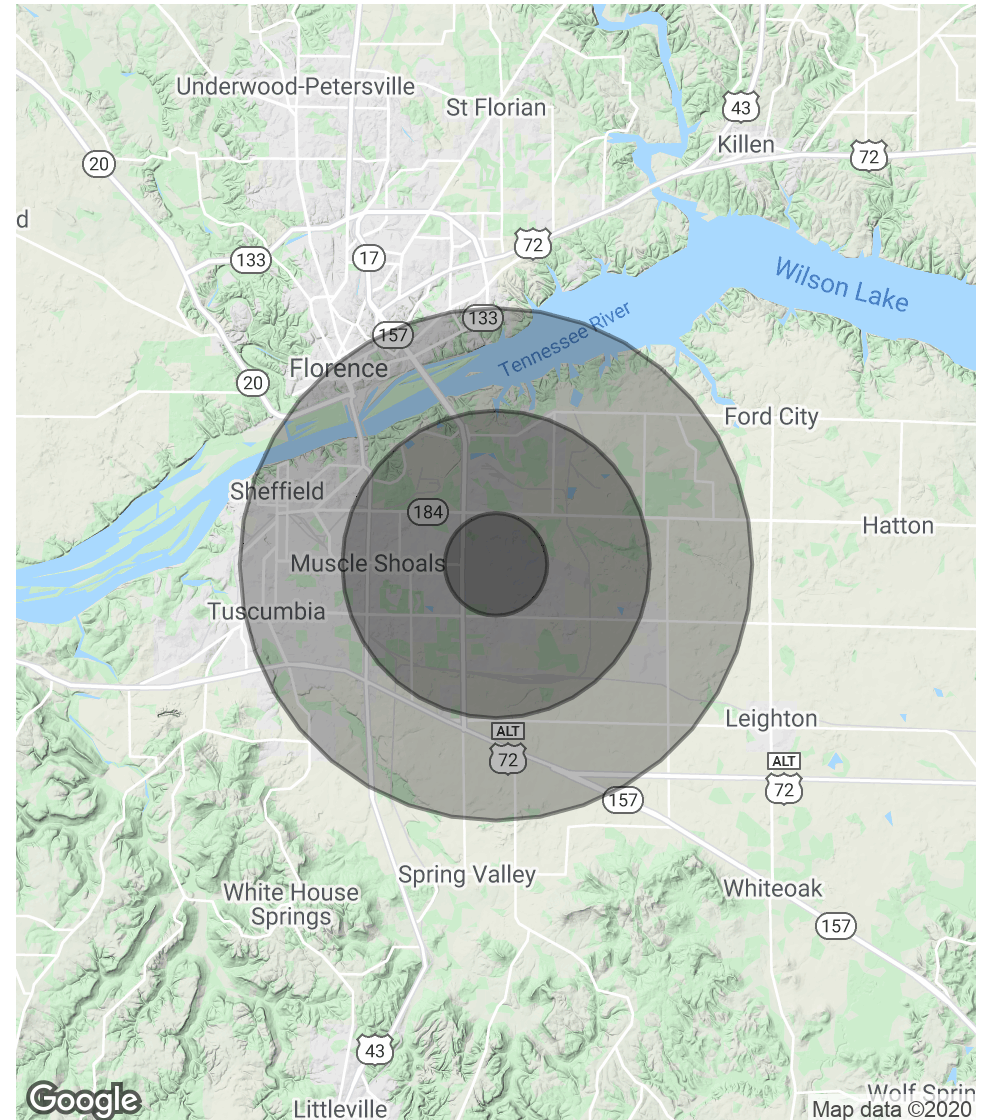 Underwood-Petersville
St Florian
43
Killen
20
72
d
72
133
17
Wilson Lake
133
157
Tennessee River
Florence
20
Ford City
Sheffield
184
Hatton
Muscle Shoals
Tuscumbia
Leighton
ALT
72
ALT
72
157
Spring Valley
White House
Springs
Whiteoak
157
43
Wolf Sprin
Google
Littleville
Map data ©2020